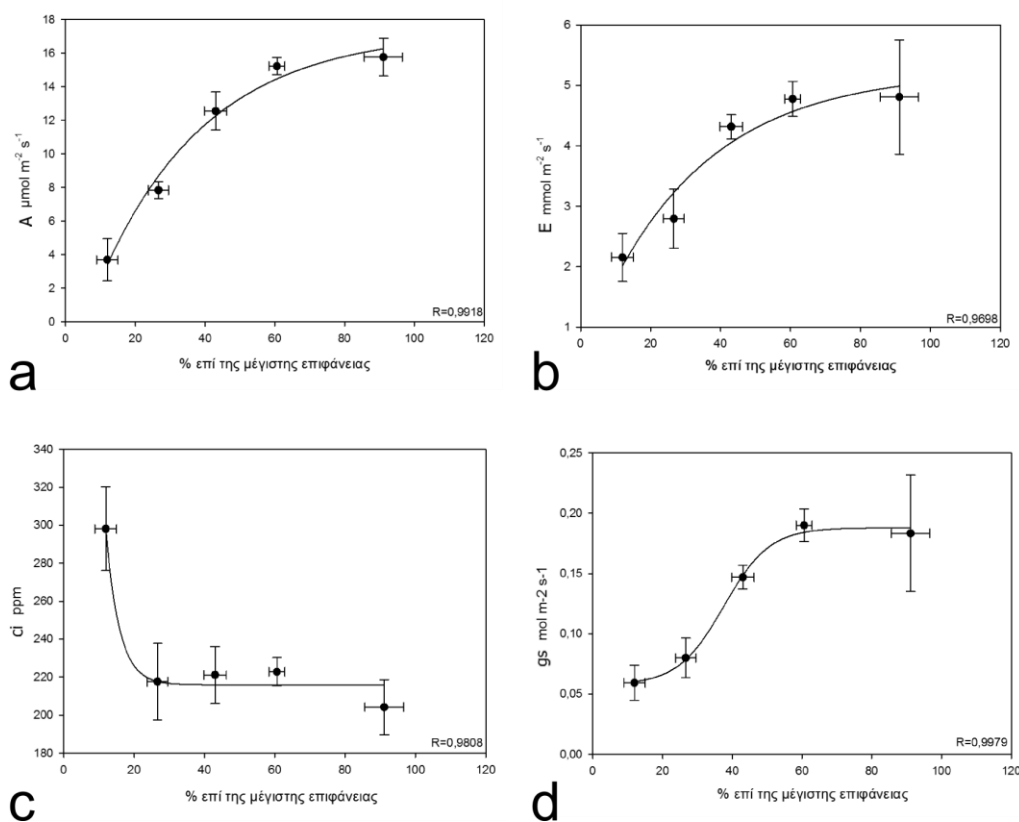 18
16
14
12
10
8
6
4
2
0
A μmol m-2 s-1
0 20 40 60 80 100 120
R=0,9918
% επί της μέγιστης επιφάνειας
a
6
5
4
3
2
1
E mmol m-2 s-1
0 20 40 60 80 100 120
R=0,9698
% επί της μέγιστης επιφάνειας
b
340
320
300
280
260
240
220
200
180
ci ppm
0 20 40 60 80 100 120
R=0,9808
% επί της μέγιστης επιφάνειας
c
0,25
0,20
0,15
0,10
0,05
0,00
gs mol m-2 s-1
0 20 40 60 80 100 120
R=0,9979
% επί της μέγιστης επιφάνειας
d